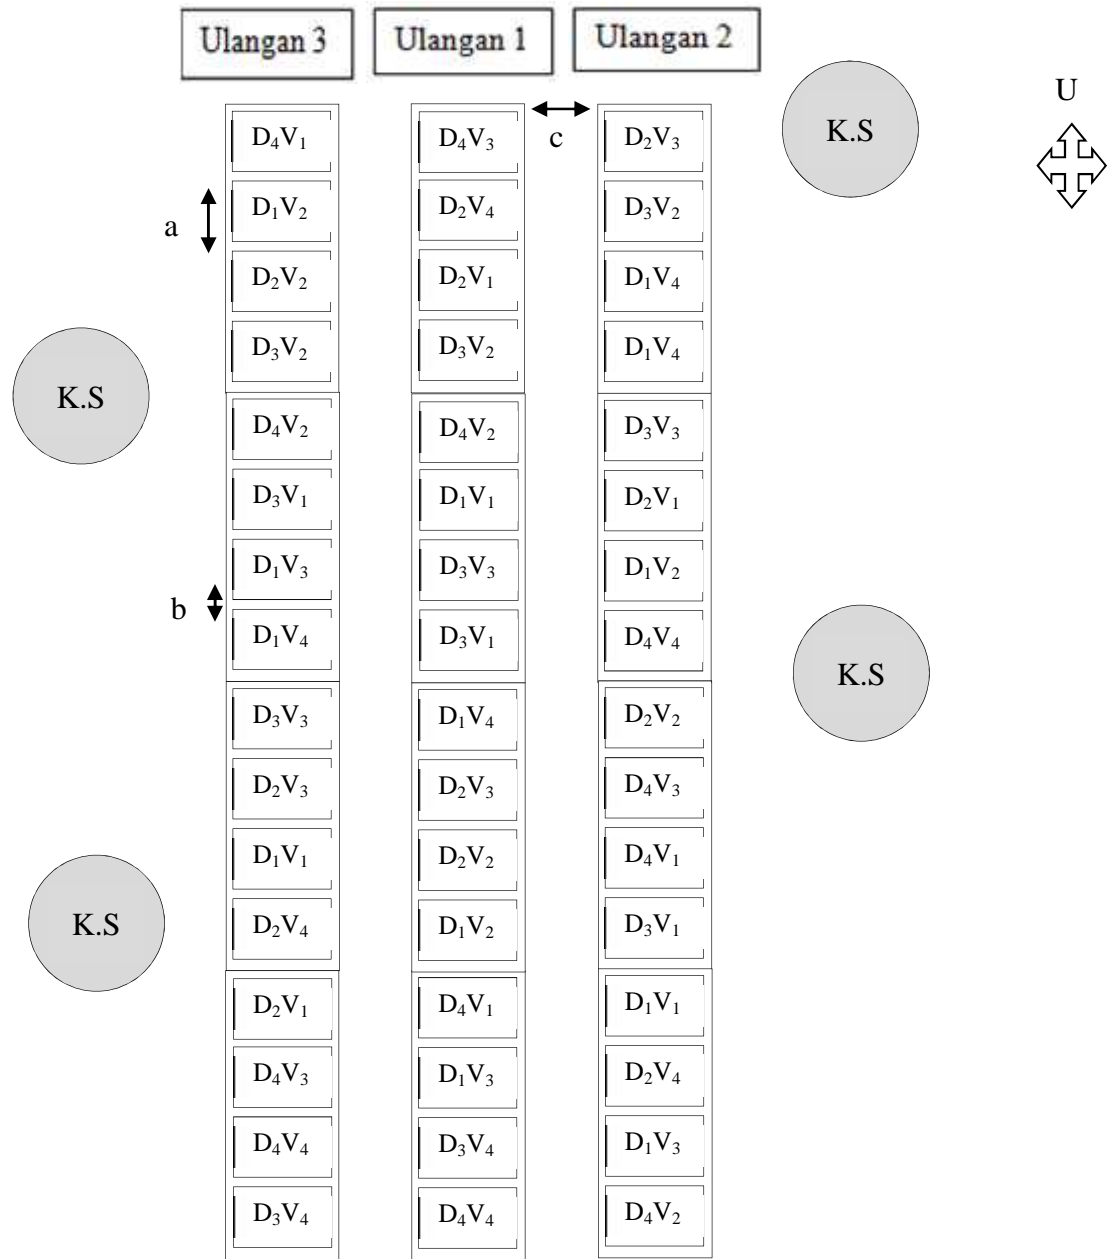 Ulangan 3 Ulangan 1 Ulangan 2
U
K.S
c
D₄V₁ D₄V₃ D₂V₃
D₁V₂ D₂V₄ D₃V₂
a
D₂V₂ D₂V₁ D₁V₄
D₃V₂ D₃V₂ D₁V₄
K.S
D₄V₂ D₄V₂ D₃V₃
D₃V₁ D₁V₁ D₂V₁
D₁V₃ D₃V₃ D₁V₂
b
D₁V₄ D₃V₁ D₄V₄
K.S
D₃V₃ D₁V₄ D₂V₂
D₂V₃ D₂V₃ D₄V₃
D₁V₁ D₂V₂ D₄V₁
D₂V₄ D₁V₂ D₃V₁
K.S
D₂V₁ D₄V₁ D₁V₁
D₄V₃ D₁V₃ D₂V₄
D₄V₄ D₃V₄ D₁V₃
D₃V₄ D₄V₄ D₄V₂